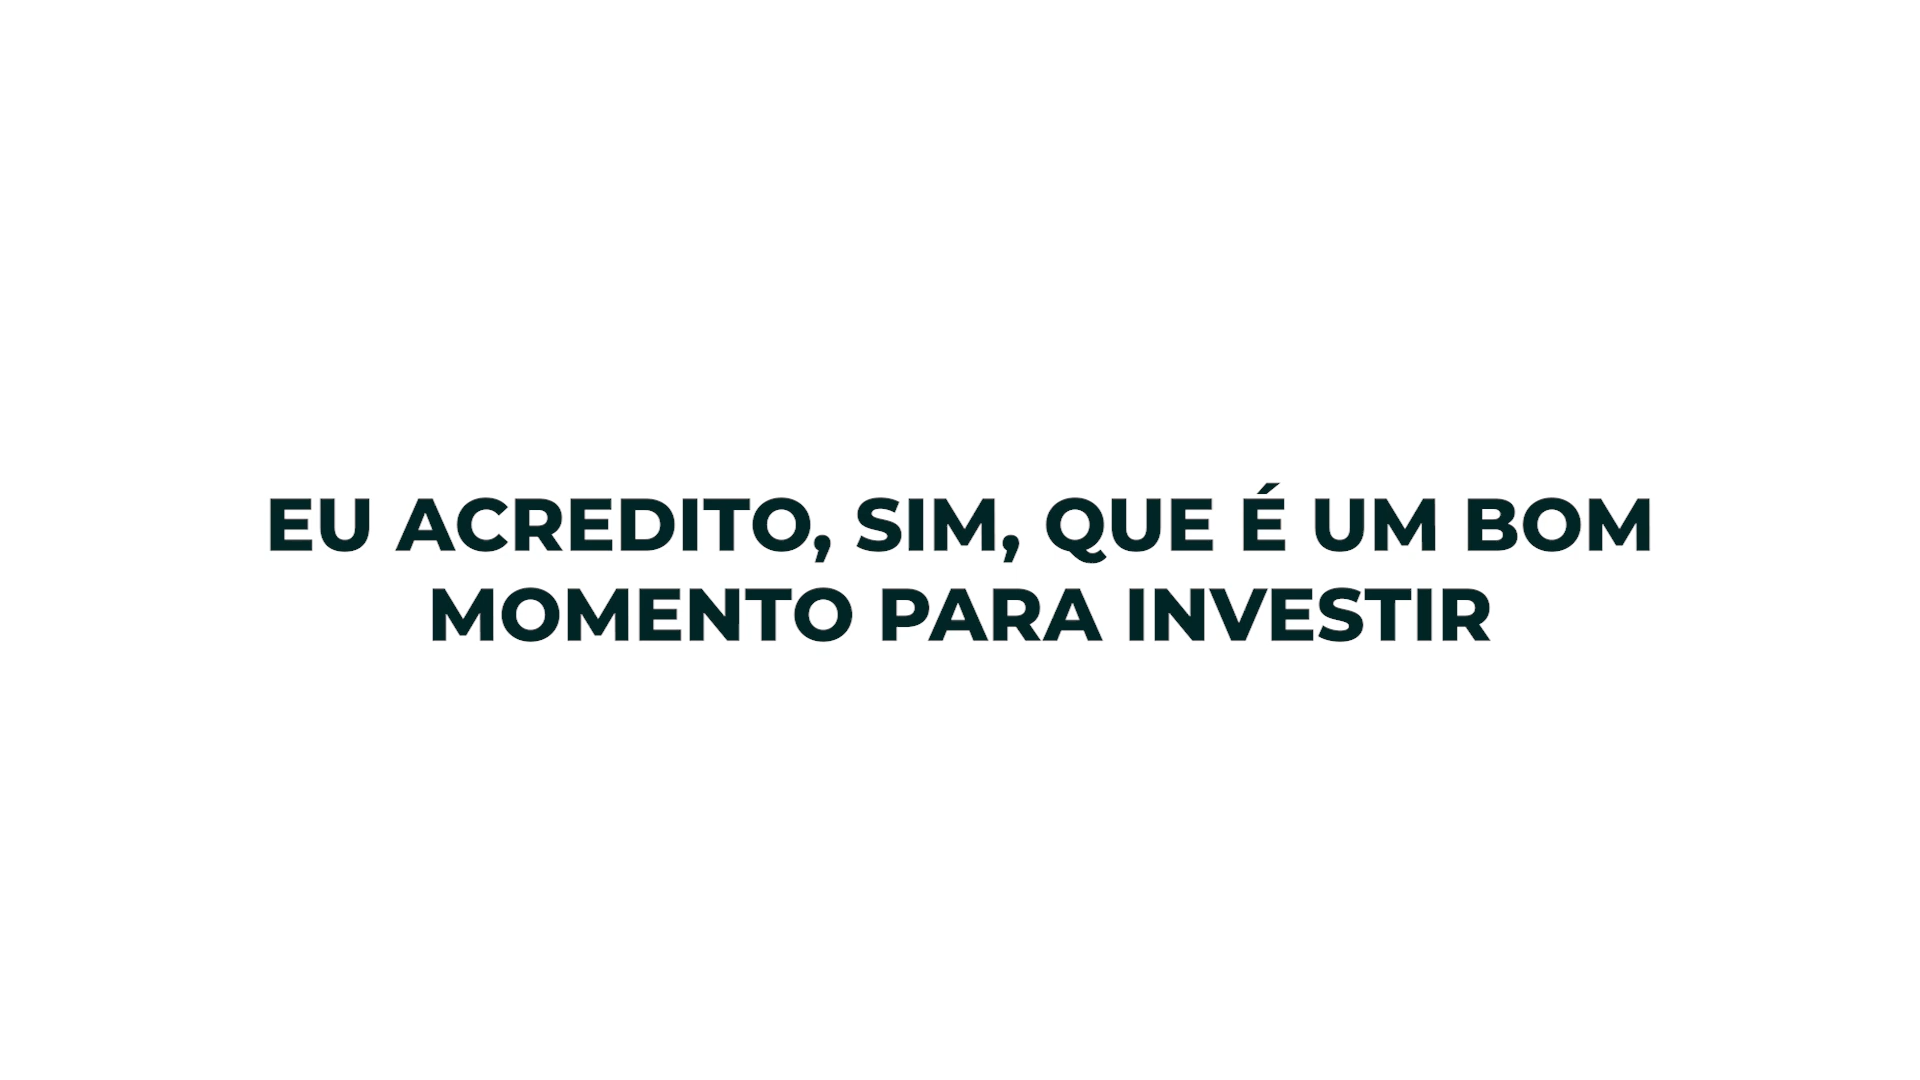 EU ACREDITO, SIM, QUE É UM BOM
MOMENTO PARA INVESTIR